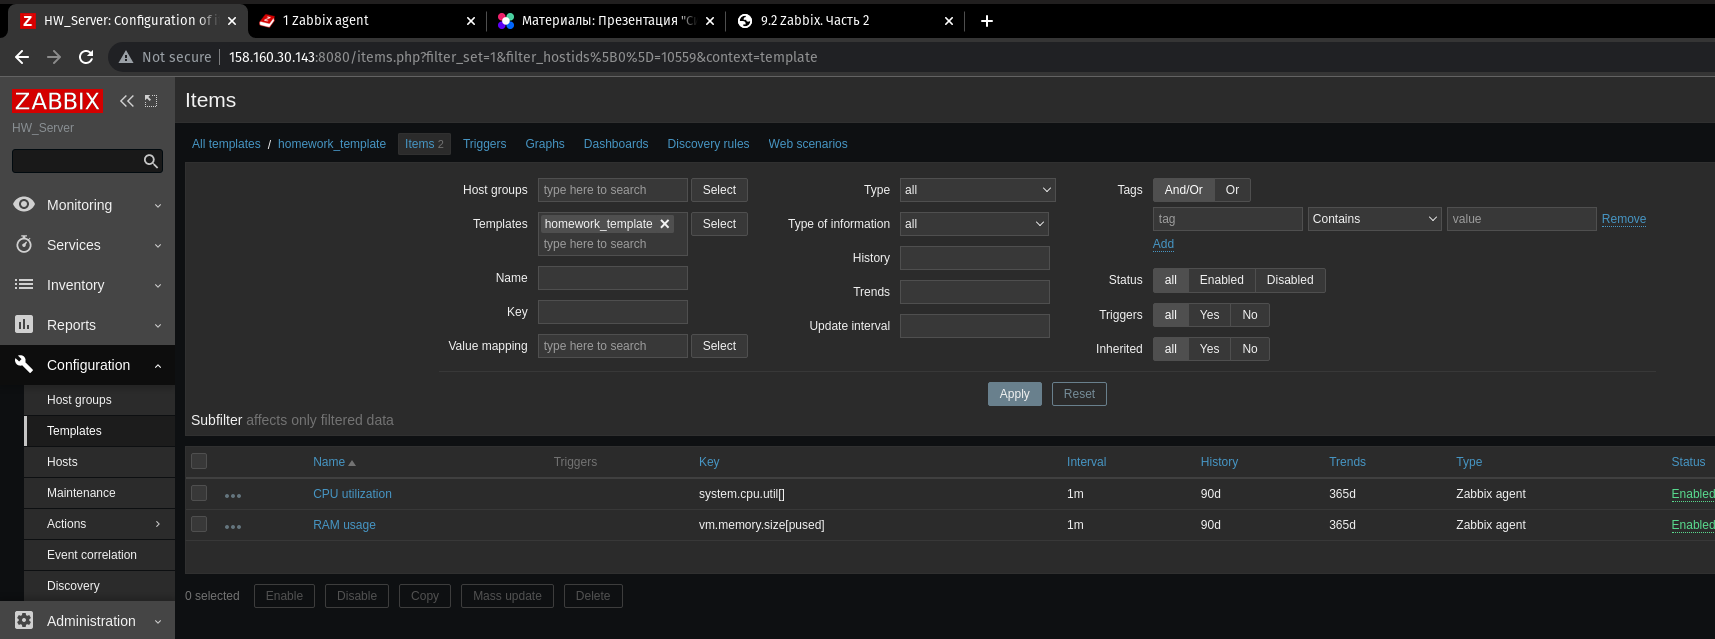 HW_Server: Configuration of i
1 Zabbix agent
Материалы: Презентация "Си
9.2 Zabbix. Часть 2
Not secure
158.160.30.143:8080/items.php?filter_set=1&filter_hostids%5B0%5D=10559&context=template
ZABBIX
HW_Server
Monitoring
Services
Inventory
Reports
Configuration
Host groups
Templates
Hosts
Maintenance
Actions
Event correlation
Discovery
Administration
Items
All templates / homework_template Items 2 Triggers Graphs Dashboards Discovery rules Web scenarios
Host groups type here to search Select
Templates homework_template Select
type here to search
Name
Key
Value mapping type here to search Select
Type all
Type of information all
History
Trends
Update interval
Tags And/Or Or
tag Contains value Remove
Add
Status all Enabled Disabled
Triggers all Yes No
Inherited all Yes No
Apply Reset
Subfilter affects only filtered data
Name Triggers Key Interval History Trends Type Status
CPU utilization system.cpu.util[] 1m 90d 365d Zabbix agent Enabled
RAM usage vm.memory.size[pused] 1m 90d 365d Zabbix agent Enabled
0 selected Enable Disable Copy Mass update Delete